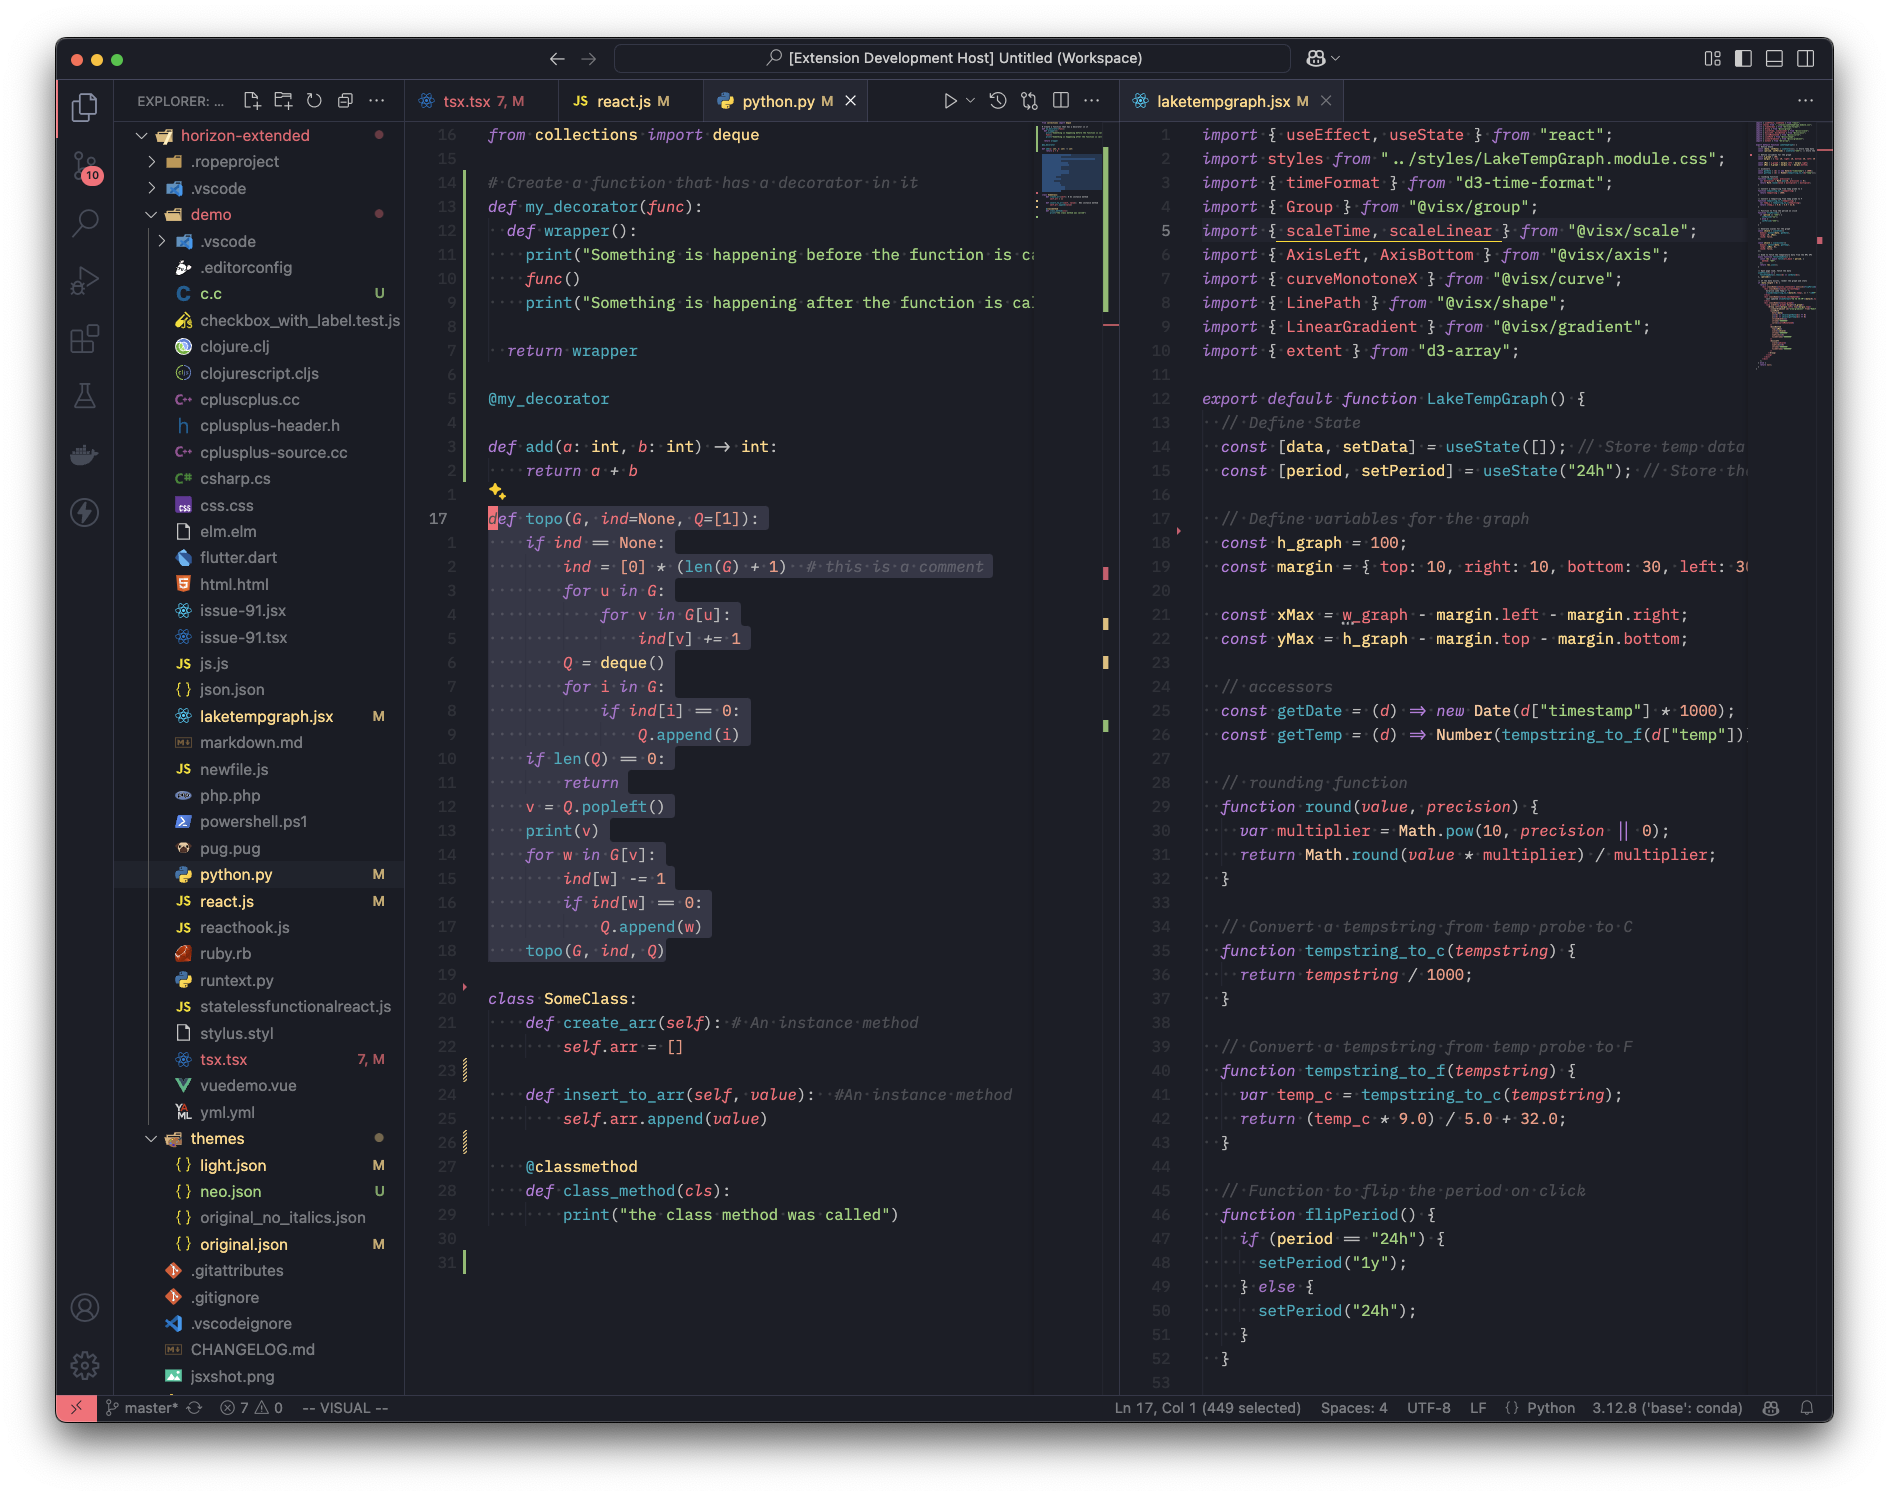 [Extension Development Host] Untitled (Workspace)
EXPLORER: ...
horizon-extended
.ropeproject
.vscode
demo
.vscode
.editorconfig
c.c U
checkbox_with_label.test.js
clojure.clj
clojurescript.cljs
cpluscplus.cc
cplusplus-header.h
cplusplus-source.cc
csharp.cs
css.css
elm.elm
flutter.dart
html.html
issue-91.jsx
issue-91.tsx
js.js
json.json
laketempgraph.jsx M
markdown.md
newfile.js
php.php
powershell.ps1
pug.pug
python.py M
react.js M
reacthook.js
ruby.rb
runtext.py
statelessfunctionalreact.js
stylus.styl
tsx.tsx 7, M
vuedemo.vue
yml.yml
themes
light.json M
neo.json U
original_no_italics.json
original.json M
.gitattributes
.gitignore
.vscodeignore
CHANGELOG.md
jsxshot.png
10
tsx.tsx 7, M
JS react.js M
python.py M
16 from collections import deque
15
14 # Create a function that has a decorator in it
13 def my_decorator(func):
12 def wrapper():
11 print("Something is happening before the function is ca
10 func()
9 print("Something is happening after the function is cal
8
7 return wrapper
6
5 @my_decorator
4
3 def add(a: int, b: int) -> int:
2 return a + b
1
17 def topo(G, ind=None, Q=[1]):
1 if ind == None:
2 ind = [0] * (len(G) + 1) # this is a comment
3 for u in G:
4 for v in G[u]:
5 ind[v] += 1
6 Q = deque()
7 for i in G:
8 if ind[i] == 0:
9 Q.append(i)
10 if len(Q) == 0:
11 return
12 v = Q.popleft()
13 print(v)
14 for w in G[v]:
15 ind[w] -= 1
16 if ind[w] == 0:
17 Q.append(w)
18 topo(G, ind, Q)
19
20 class SomeClass:
21 def create_arr(self): # An instance method
22 self.arr = []
23
24 def insert_to_arr(self, value): #An instance method
25 self.arr.append(value)
26
27 @classmethod
28 def class_method(cls):
29 print("the class method was called")
30
31
laketempgraph.jsx M
1 import { useEffect, useState } from "react";
2 import styles from "../styles/LakeTempGraph.module.css";
3 import { timeFormat } from "d3-time-format";
4 import { Group } from "@visx/group";
5 import { scaleTime, scaleLinear } from "@visx/scale";
6 import { AxisLeft, AxisBottom } from "@visx/axis";
7 import { curveMonotoneX } from "@visx/curve";
8 import { LinePath } from "@visx/shape";
9 import { LinearGradient } from "@visx/gradient";
10 import { extent } from "d3-array";
11
12 export default function LakeTempGraph() {
13 // Define State
14 const [data, setData] = useState([]); // Store temp data
15 const [period, setPeriod] = useState("24h"); // Store th
16
17 // Define variables for the graph
18 const h_graph = 100;
19 const margin = { top: 10, right: 10, bottom: 30, left: 30
20
21 const xMax = w_graph - margin.left - margin.right;
22 const yMax = h_graph - margin.top - margin.bottom;
23
24 // accessors
25 const getDate = (d) => new Date(d["timestamp"] * 1000);
26 const getTemp = (d) => Number(tempstring_to_f(d["temp"])
27
28 // rounding function
29 function round(value, precision) {
30 var multiplier = Math.pow(10, precision || 0);
31 return Math.round(value * multiplier) / multiplier;
32 }
33
34 // Convert a tempstring from temp probe to C
35 function tempstring_to_c(tempstring) {
36 return tempstring / 1000;
37 }
38
39 // Convert a tempstring from temp probe to F
40 function tempstring_to_f(tempstring) {
41 var temp_c = tempstring_to_c(tempstring);
42 return (temp_c * 9.0) / 5.0 + 32.0;
43 }
44
45 // Function to flip the period on click
46 function flipPeriod() {
47 if (period == "24h") {
48 setPeriod("1y");
49 } else {
50 setPeriod("24h");
51 }
52 }
53
master* 7 0 -- VISUAL -- Ln 17, Col 1 (449 selected) Spaces: 4 UTF-8 LF {} Python 3.12.8 ('base': conda)